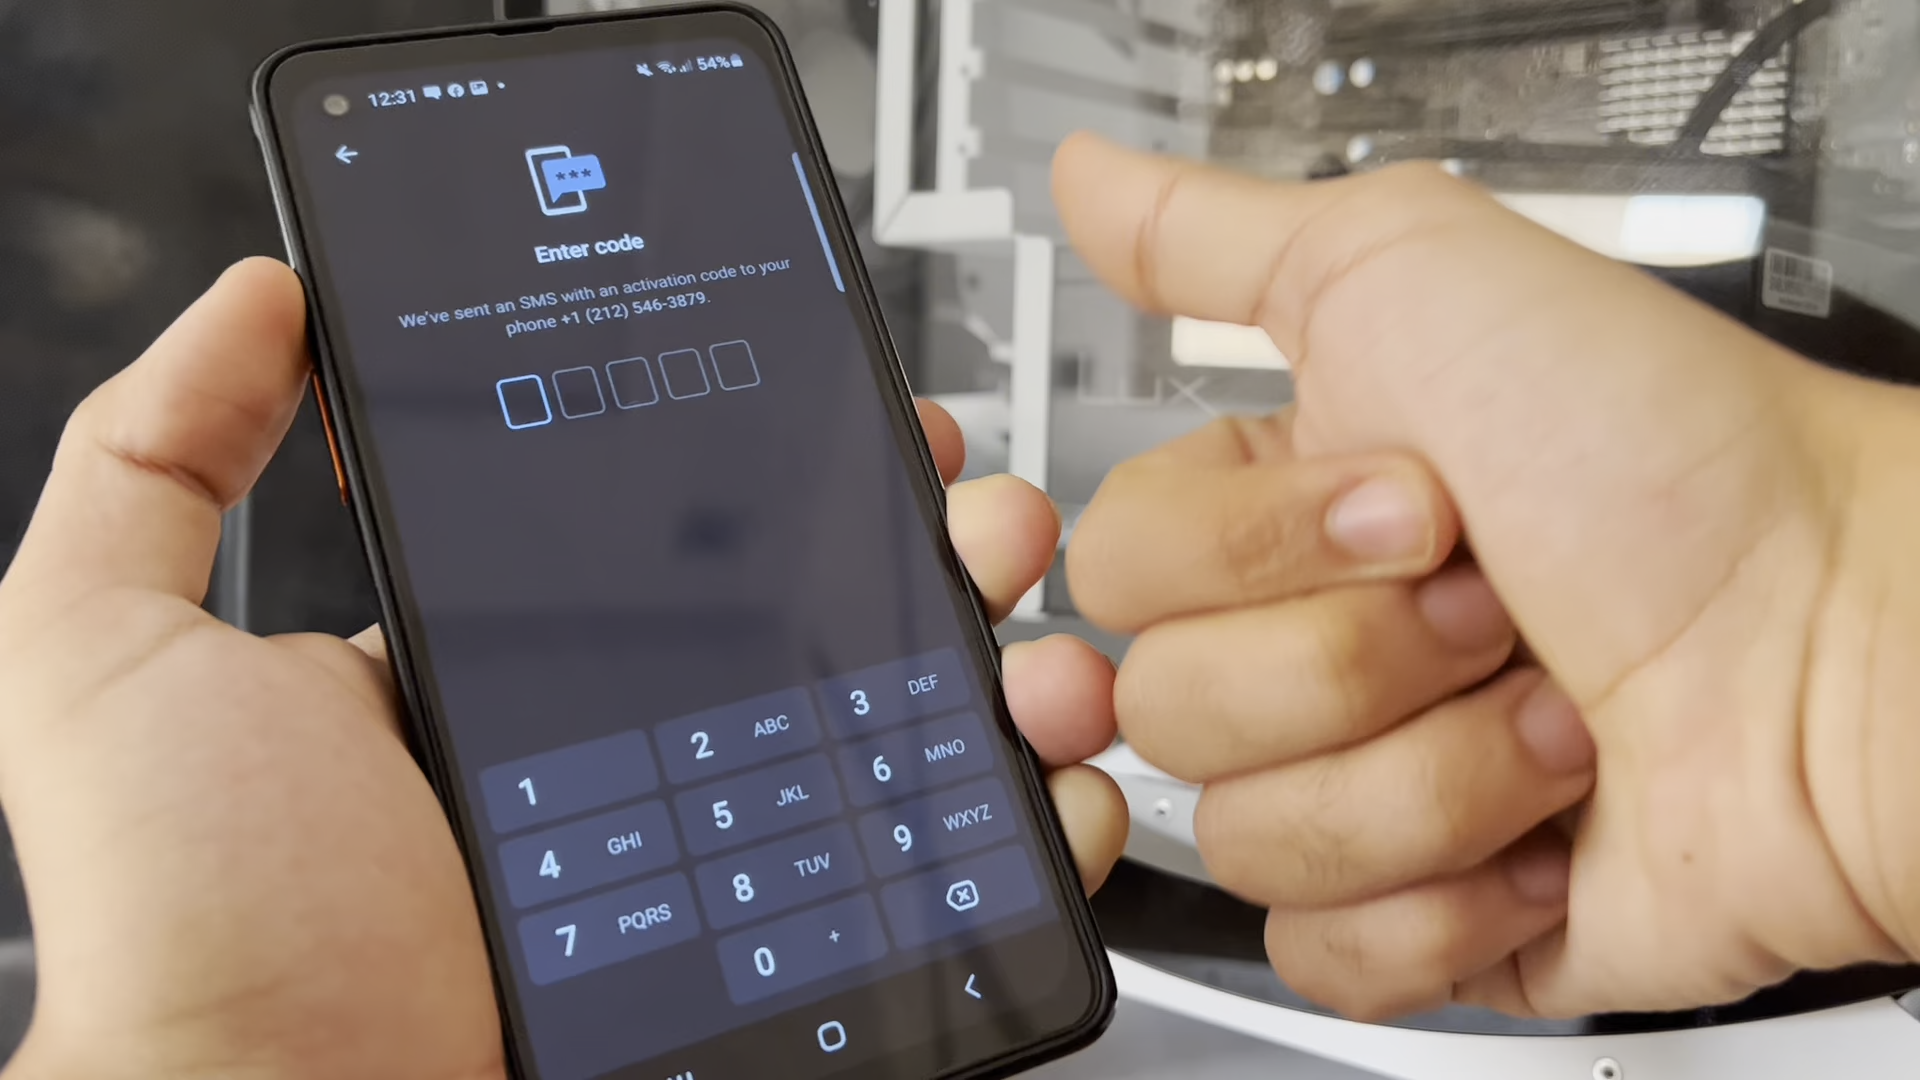 12:31
54%
***
Enter code
We've sent an SMS with an activation code to your
phone +1 (212) 546-3879.
1
2 ABC
3 DEF
4 GHI
5 JKL
6 MNO
7 PQRS
8 TUV
9 WXYZ
0 +